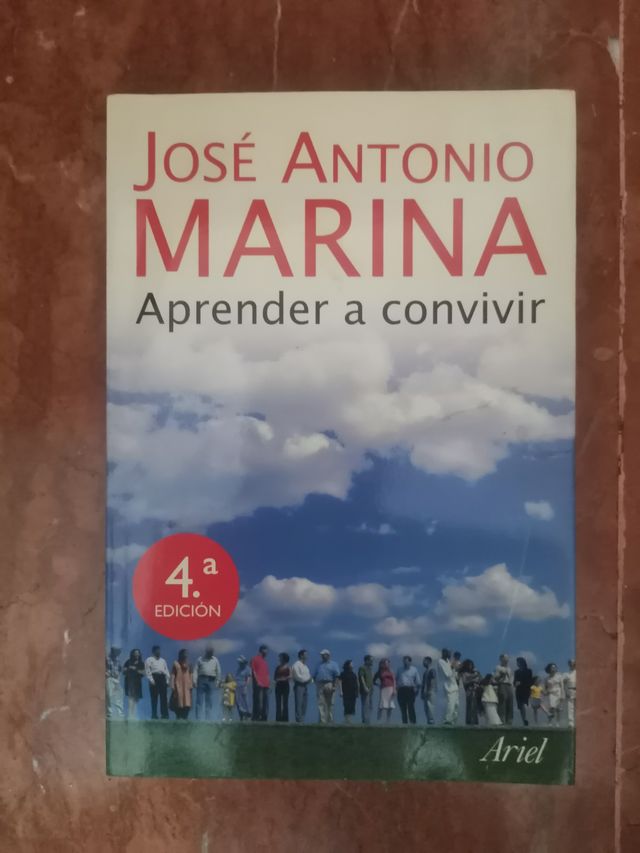 JOSÉ ANTONIO
MARINA
Aprender a convivir
4.ª
EDICIÓN
Ariel